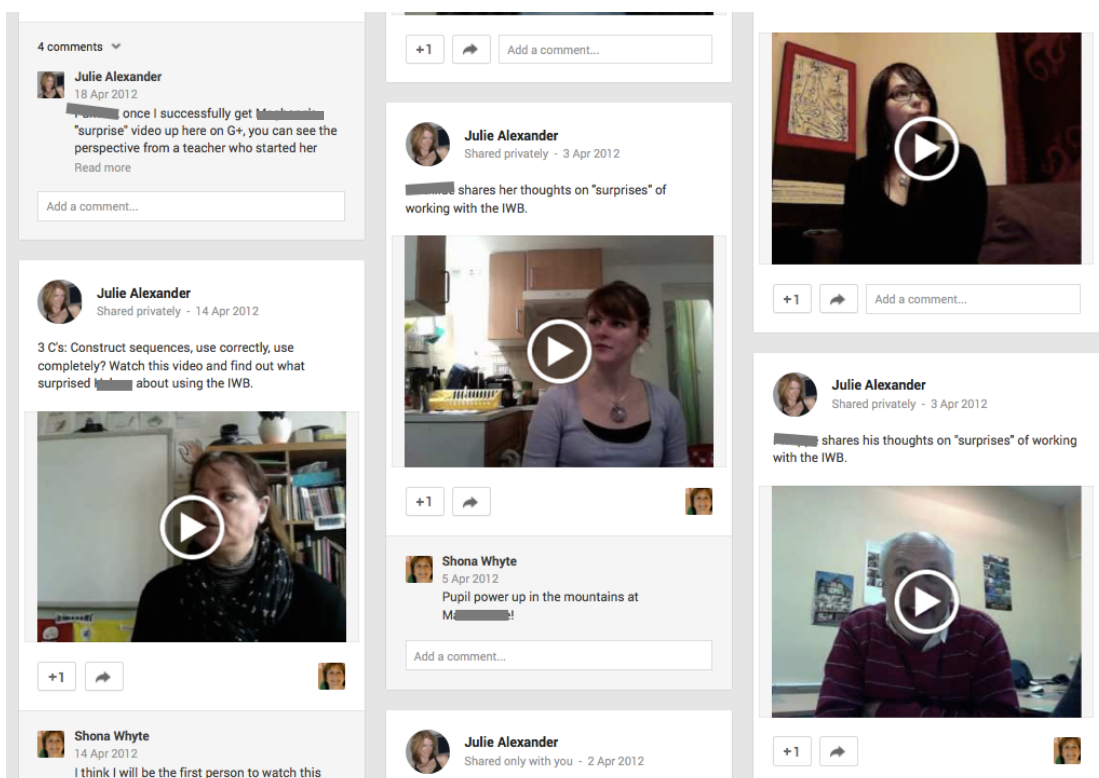 4 comments
Julie Alexander
18 Apr 2012
once I successfully get
"surprise" video up here on G+, you can see the
perspective from a teacher who started her
Read more
Add a comment...
Julie Alexander
Shared privately - 14 Apr 2012
3 C's: Construct sequences, use correctly, use
completely? Watch this video and find out what
surprised about using the IWB.
+1
Shona Whyte
14 Apr 2012
I think I will be the first person to watch this
+1
Add a comment...
Julie Alexander
Shared privately - 3 Apr 2012
shares her thoughts on "surprises" of
working with the IWB.
+1
Shona Whyte
5 Apr 2012
Pupil power up in the mountains at
!
Add a comment...
Julie Alexander
Shared only with you - 2 Apr 2012
+1
Add a comment...
Julie Alexander
Shared privately - 3 Apr 2012
shares his thoughts on "surprises" of working
with the IWB.
+1